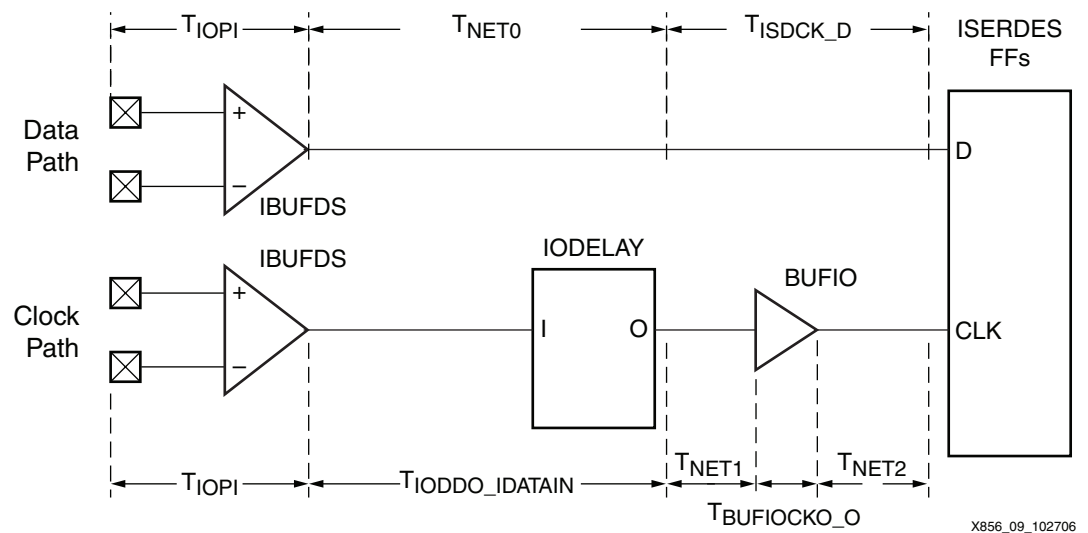 TIOPI
TNET0
TISDCK_D
ISERDES
FFs
Data
Path
+
−
IBUFDS
D
IBUFDS
IODELAY
BUFIO
Clock
Path
+
−
I
O
CLK
TIOPI
TIODDO_IDATAIN
TNET1
TNET2
TBUFIOCKO_O
X856_09_102706